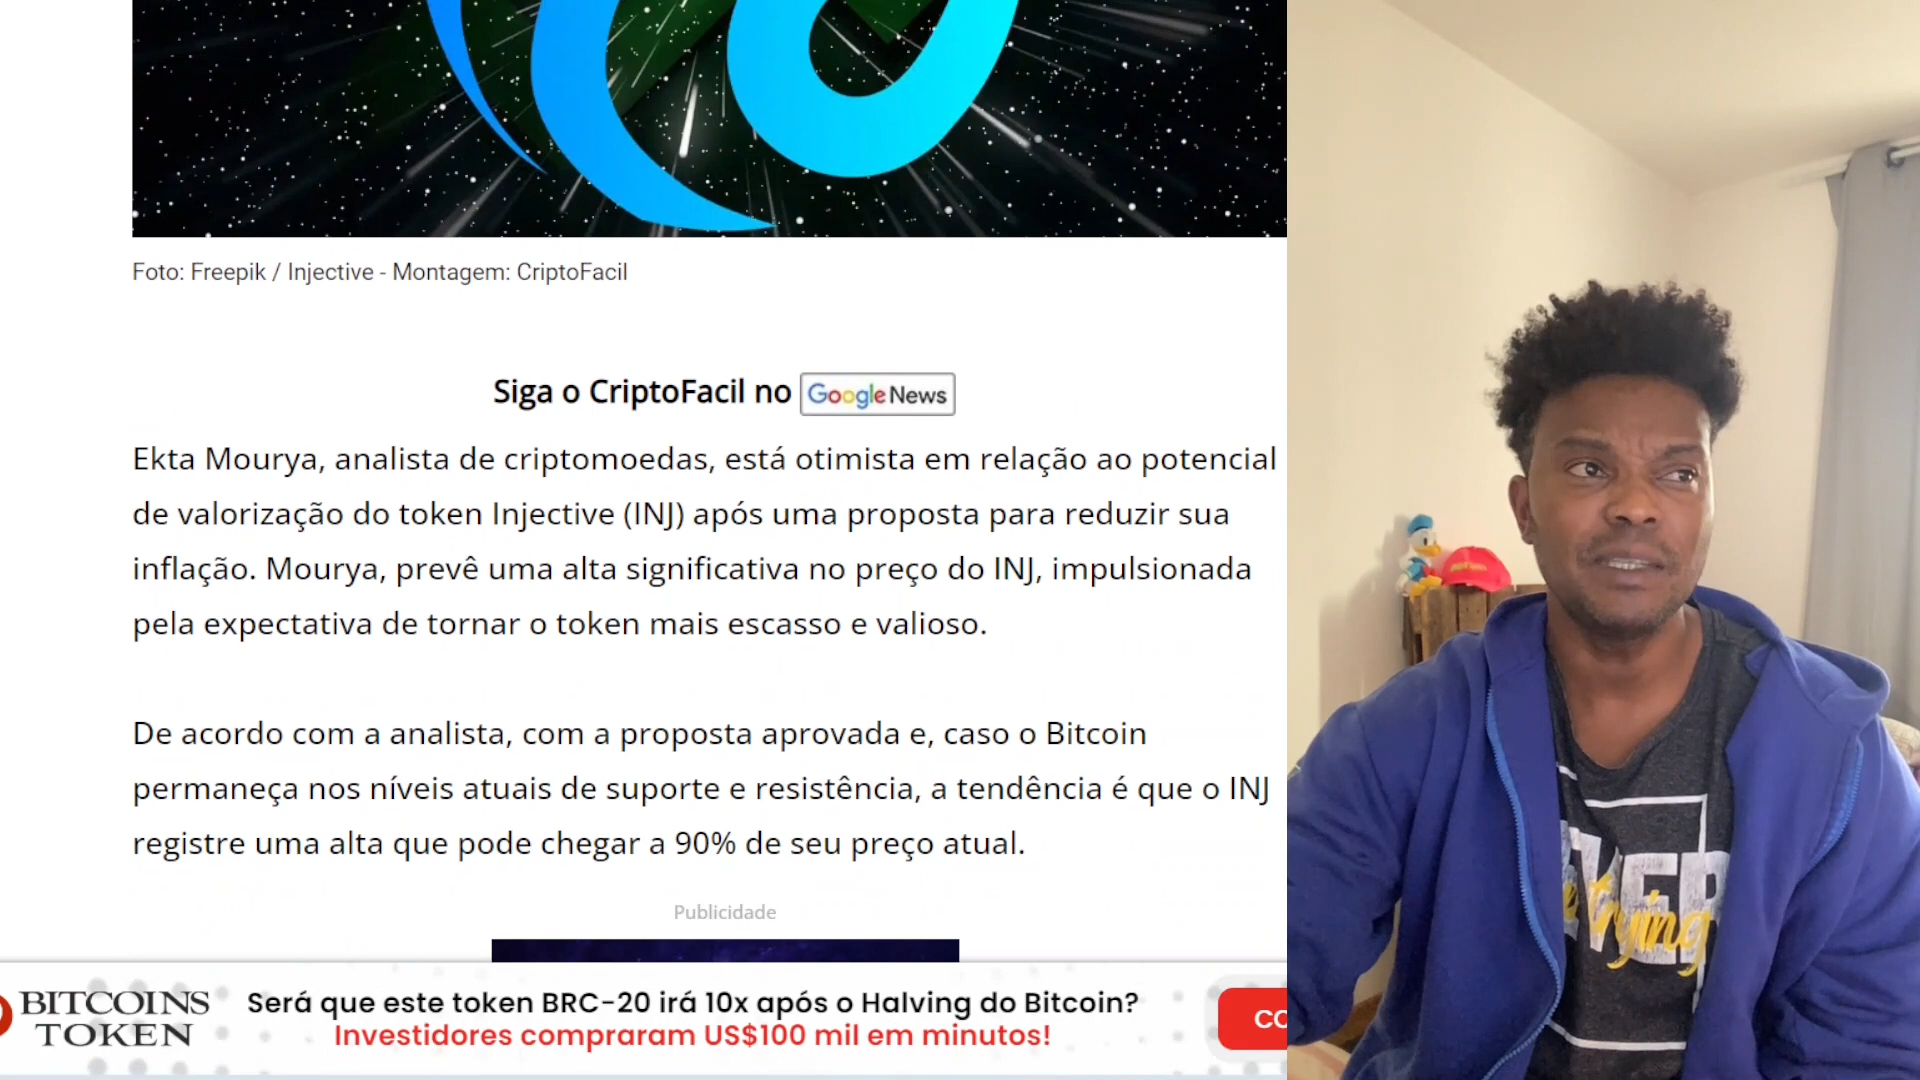 Foto: Freepik / Injective - Montagem: CriptoFacil
Siga o CriptoFacil no Google News
Ekta Mourya, analista de criptomoedas, está otimista em relação ao potencial
de valorização do token Injective (INJ) após uma proposta para reduzir sua
inflação. Mourya, prevê uma alta significativa no preço do INJ, impulsionada
pela expectativa de tornar o token mais escasso e valioso.
De acordo com a analista, com a proposta aprovada e, caso o Bitcoin
permaneça nos níveis atuais de suporte e resistência, a tendência é que o INJ
registre uma alta que pode chegar a 90% de seu preço atual.
Publicidade
BITCOINS
TOKEN
Será que este token BRC-20 irá 10x após o Halving do Bitcoin?
Investidores compraram US$100 mil em minutos!
trying